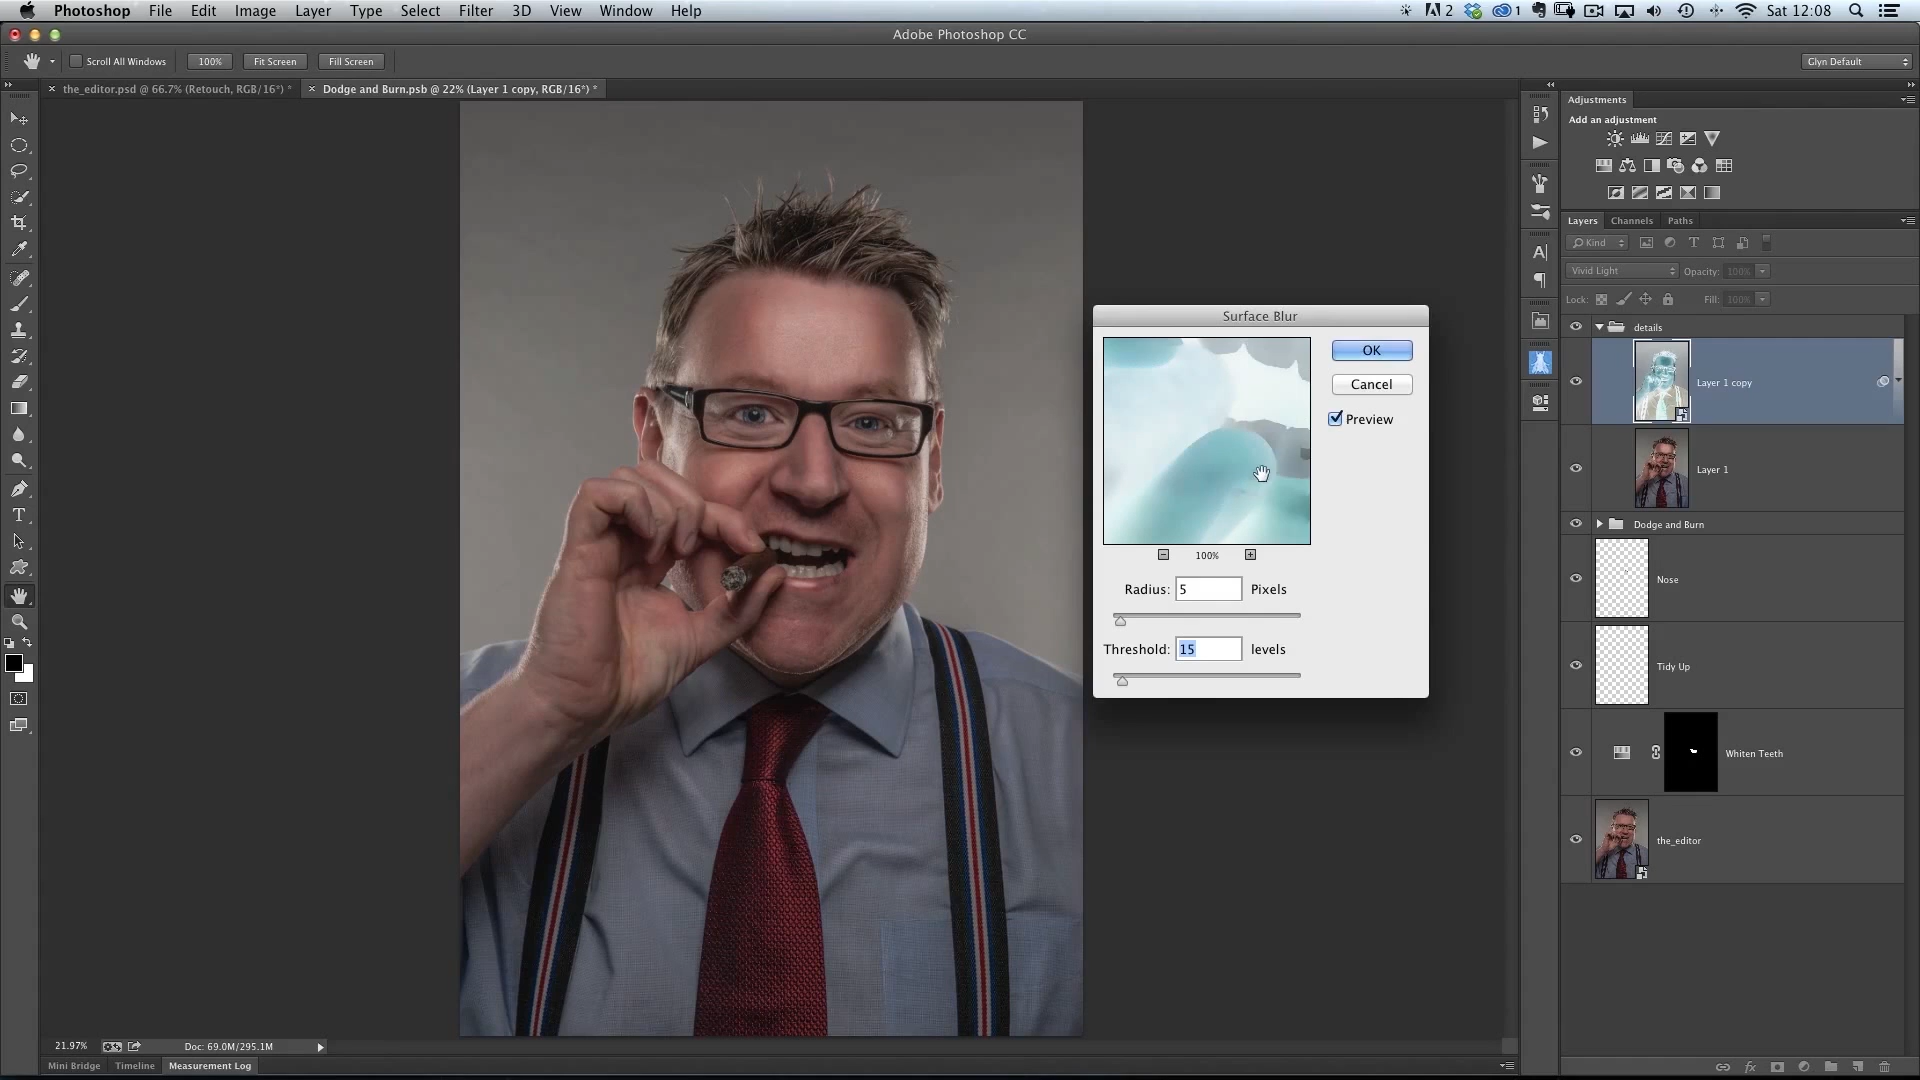 Photoshop File Edit Image Layer Type Select Filter 3D View Window Help
2 1 Sat 12:08
Adobe Photoshop CC
Scroll All Windows 100% Fit Screen Fill Screen Glyn Default
the_editor.psd @ 66.7% (Retouch, RGB/16*) *
Dodge and Burn.psb @ 22% (Layer 1 copy, RGB/16*) *
Adjustments
Add an adjustment
Layers Channels Paths
Kind
Vivid Light Opacity: 100%
Lock: Fill: 100%
details
Layer 1 copy
Layer 1
Dodge and Burn
Nose
Tidy Up
Whiten Teeth
the_editor
Surface Blur
OK
Cancel
Preview
100%
Radius: 5 Pixels
Threshold: 15 levels
21.97% Doc: 69.0M/295.1M
Mini Bridge Timeline Measurement Log